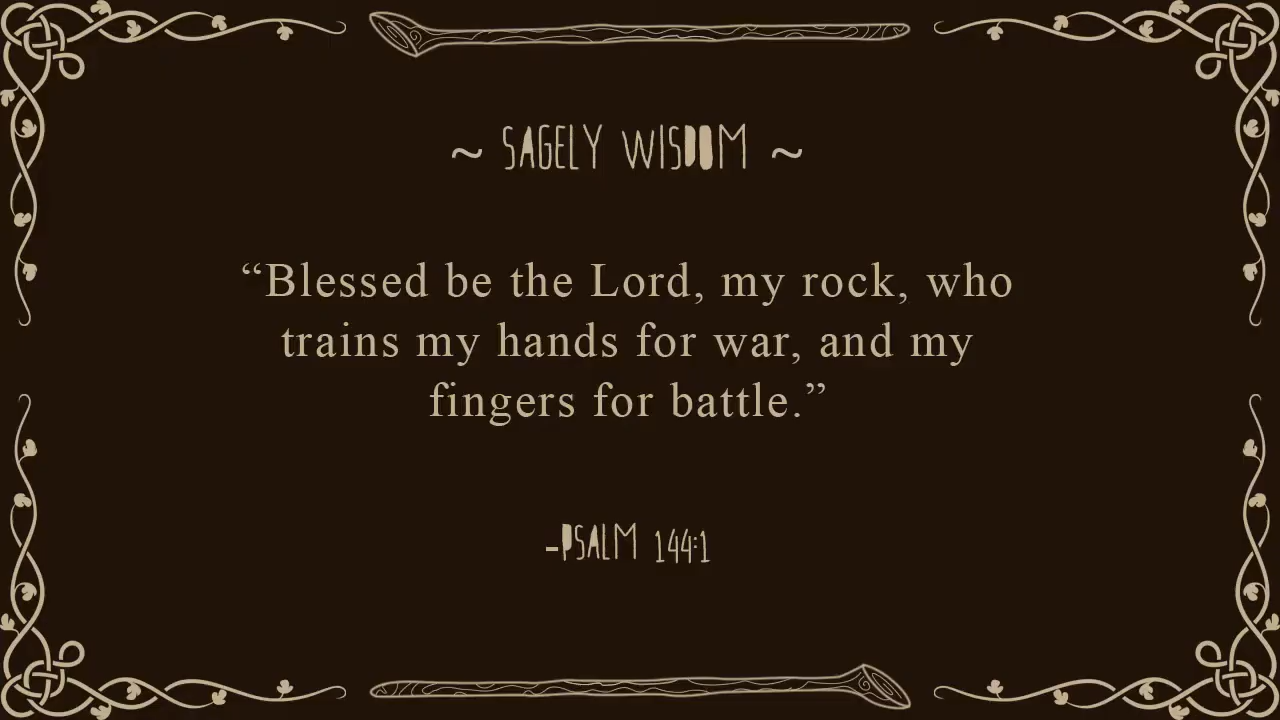 ~ SAGELY WISDOM ~
“Blessed be the Lord, my rock, who
trains my hands for war, and my
fingers for battle.”
-PSALM 144:1